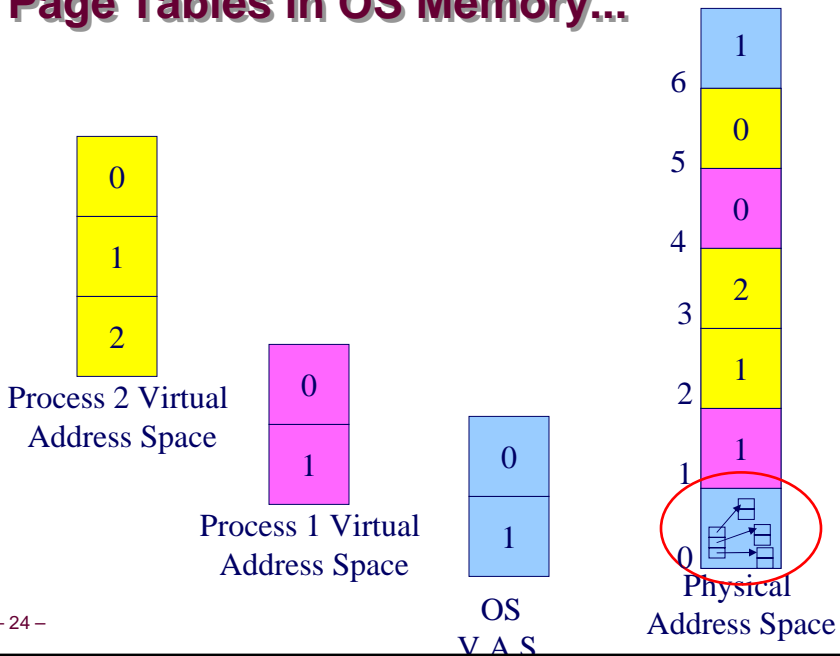 Page Tables in OS Memory...
0
1
2
Process 2 Virtual
Address Space
0
1
Process 1 Virtual
Address Space
0
1
OS
V.A.S.
1
6
0
5
0
4
2
3
1
2
1
1
0
Physical
Address Space
– 24 –